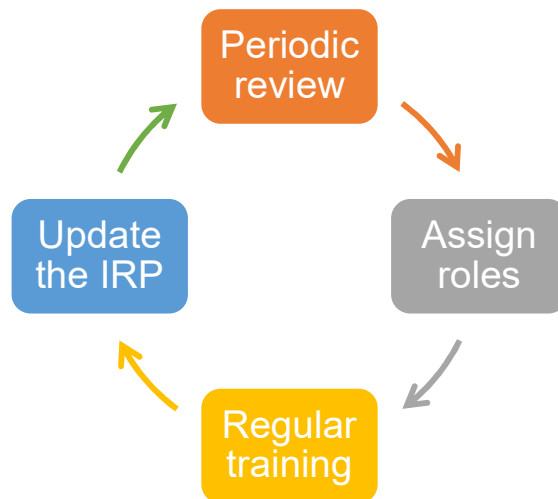 Periodic
review
Assign
roles
Regular
training
Update
the IRP